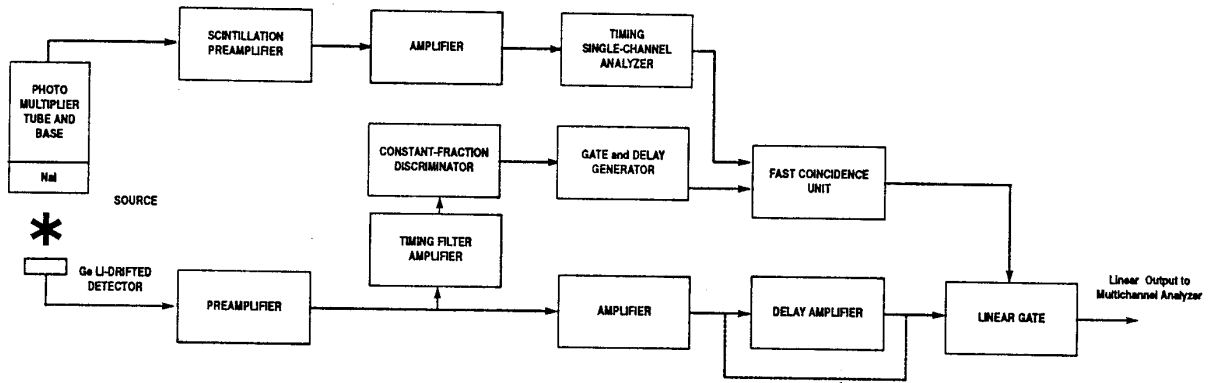 SCINTILLATION
PREAMPLIFIER
AMPLIFIER
TIMING
SINGLE-CHANNEL
ANALYZER
PHOTO
MULTIPLIER
TUBE AND
BASE
NaI
CONSTANT-FRACTION
DISCRIMINATOR
GATE and DELAY
GENERATOR
FAST COINCIDENCE
UNIT
SOURCE
TIMING FILTER
AMPLIFIER
Ge LI-DRIFTED
DETECTOR
PREAMPLIFIER
AMPLIFIER
DELAY AMPLIFIER
LINEAR GATE
Linear Output to
Multichannel Analyzer